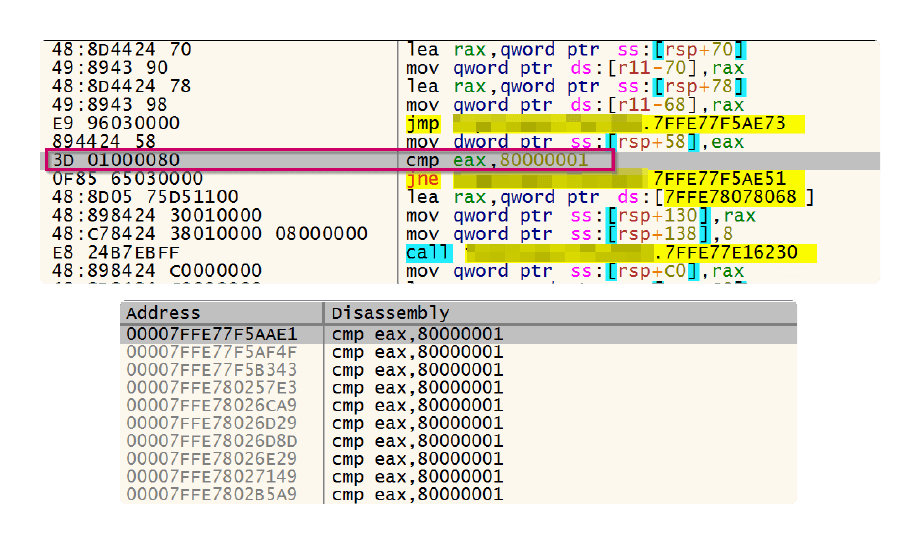 48:8D4424 70 lea rax,qword ptr ss:[rsp+70]
49:8943 90 mov qword ptr ds:[r11-70],rax
48:8D4424 78 lea rax,qword ptr ss:[rsp+78]
49:8943 98 mov qword ptr ds:[r11-68],rax
E9 96030000 jmp .7FFE77F5AE73
894424 58 mov dword ptr ss:[rsp+58],eax
3D 01000080 cmp eax,80000001
0F85 65030000 jne 7FFE77F5AE51
48:8D05 75D51100 lea rax,qword ptr ds:[7FFE78078068]
48:898424 30010000 mov qword ptr ss:[rsp+130],rax
48:C78424 38010000 08000000 mov qword ptr ss:[rsp+138],8
E8 24B7EBFF call .7FFE77E16230
48:898424 C0000000 mov qword ptr ss:[rsp+C0],rax
Address Disassembly
00007FFE77F5AAE1 cmp eax,80000001
00007FFE77F5AF4F cmp eax,80000001
00007FFE77F5B343 cmp eax,80000001
00007FFE780257E3 cmp eax,80000001
00007FFE78026CA9 cmp eax,80000001
00007FFE78026D29 cmp eax,80000001
00007FFE78026D8D cmp eax,80000001
00007FFE78026E29 cmp eax,80000001
00007FFE78027149 cmp eax,80000001
00007FFE7802B5A9 cmp eax,80000001